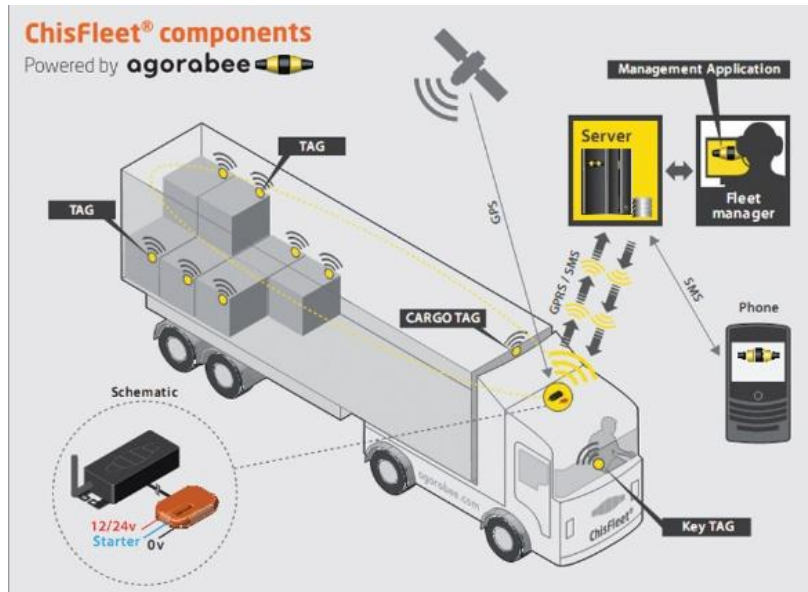 ChisFleet® components
Powered by agorabee
Management Application
Server
Fleet
manager
TAG
TAG
GPS
GPRS / SMS
SMS
CARGO TAG
Phone
Schematic
12/24v
Starter
0v
agorabee.com
ChisFleet®
Key TAG